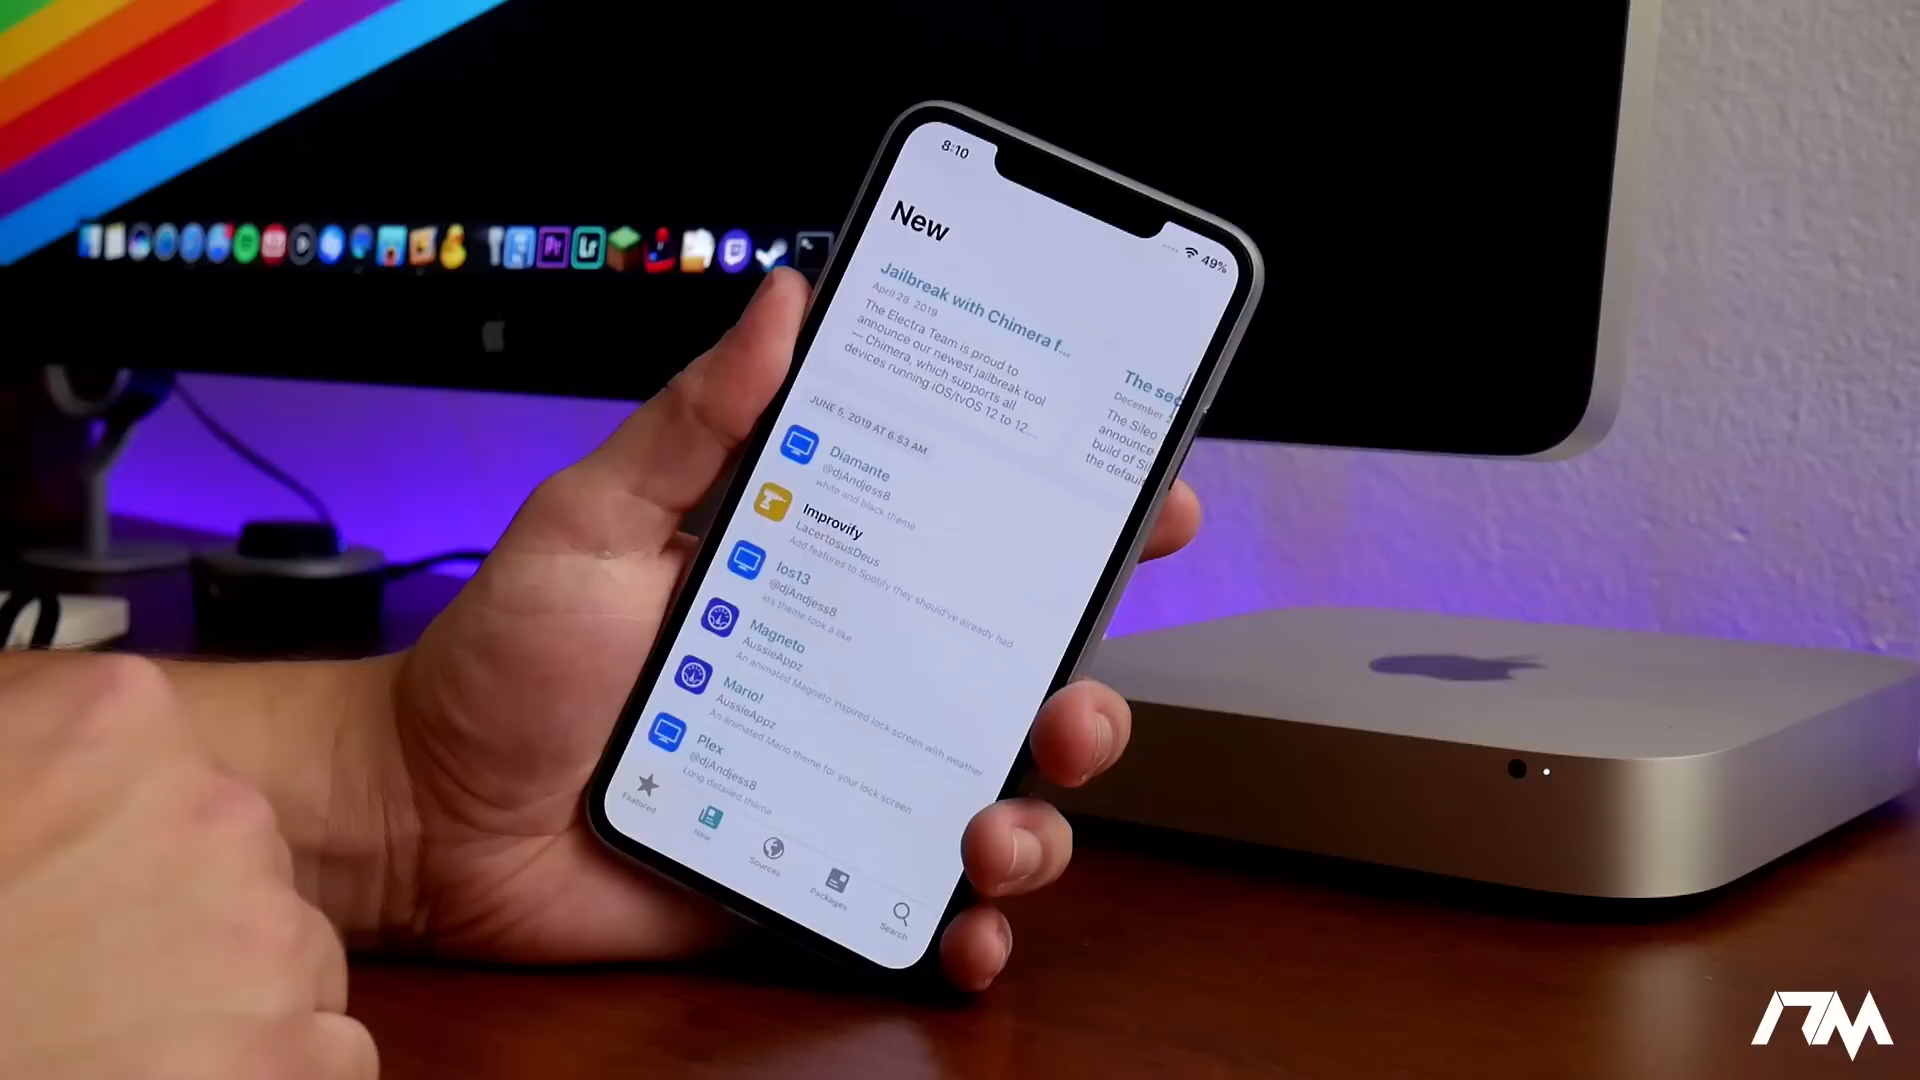 8:10
49%
New
Jailbreak with Chimera f...
April 28, 2019
The Electra Team is proud to
announce our newest jailbreak tool
— Chimera, which supports all
devices running iOS/tvOS 12 to 12....
The sec
December
The Sileo
announce
build of Si
the defaul
JUNE 5, 2019 AT 6:53 AM
Diamante
@djAndjess8
white and black theme
Improvify
LacertosusDeus
Add features to Spotify they should've already had
Ios13
@djAndjess8
Ios theme look a like
Magneto
AussieAppz
An animated Magneto inspired lock screen with weather
Mario!
AussieAppz
An animated Mario theme for your lock screen
Plex
@djAndjess8
Long detailed theme
Featured
New
Sources
Packages
Search
Pr
Lr